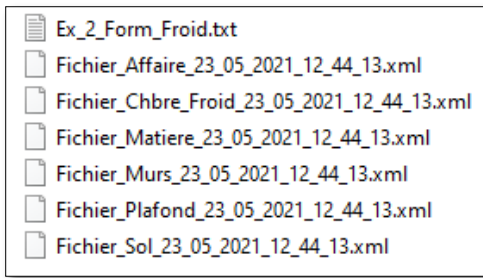 Ex_2_Form_Froid.txt
Fichier_Affaire_23_05_2021_12_44_13.xml
Fichier_Chbre_Froid_23_05_2021_12_44_13.xml
Fichier_Matiere_23_05_2021_12_44_13.xml
Fichier_Murs_23_05_2021_12_44_13.xml
Fichier_Plafond_23_05_2021_12_44_13.xml
Fichier_Sol_23_05_2021_12_44_13.xml